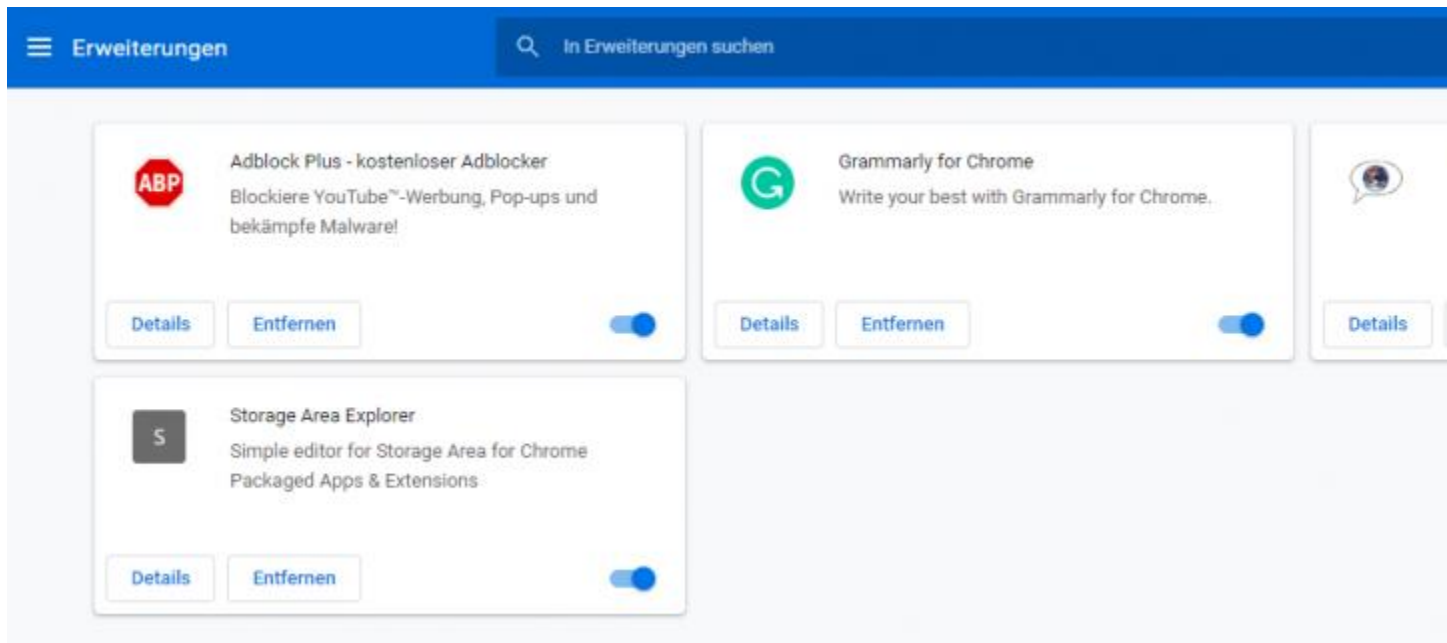 Erweiterungen
In Erweiterungen suchen
ABP
Adblock Plus - kostenloser Adblocker
Blockiere YouTube™-Werbung, Pop-ups und
bekämpfe Malware!
Details
Entfernen
G
Grammarly for Chrome
Write your best with Grammarly for Chrome.
Details
Entfernen
Details
S
Storage Area Explorer
Simple editor for Storage Area for Chrome
Packaged Apps & Extensions
Details
Entfernen